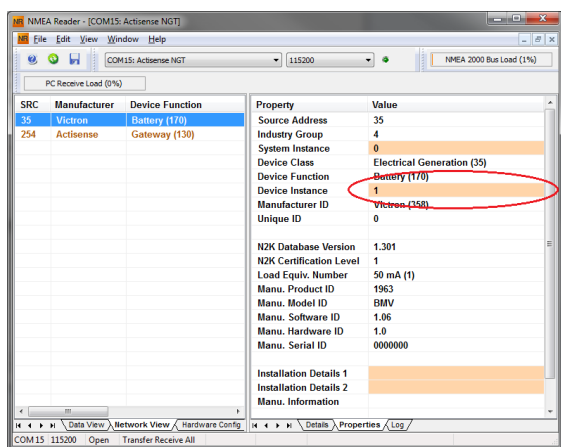 NMEA Reader - [COM15: Actisense NGT]
File Edit View Window Help
COM15: Actisense NGT 115200 NMEA 2000 Bus Load (1%)
PC Receive Load (0%)
SRC Manufacturer Device Function
35 Victron Battery (170)
254 Actisense Gateway (130)
Property Value
Source Address 35
Industry Group 4
System Instance 0
Device Class Electrical Generation (35)
Device Function Battery (170)
Device Instance 1
Manufacturer ID Victron (358)
Unique ID 0
N2K Database Version 1.301
N2K Certification Level 1
Load Equiv. Number 50 mA (1)
Manu. Product ID 1963
Manu. Model ID BMV
Manu. Software ID 1.06
Manu. Hardware ID 1.0
Manu. Serial ID 0000000
Installation Details 1
Installation Details 2
Manu. Information
Data View Network View Hardware Config
Details Properties Log
COM 15 115200 Open Transfer Receive All